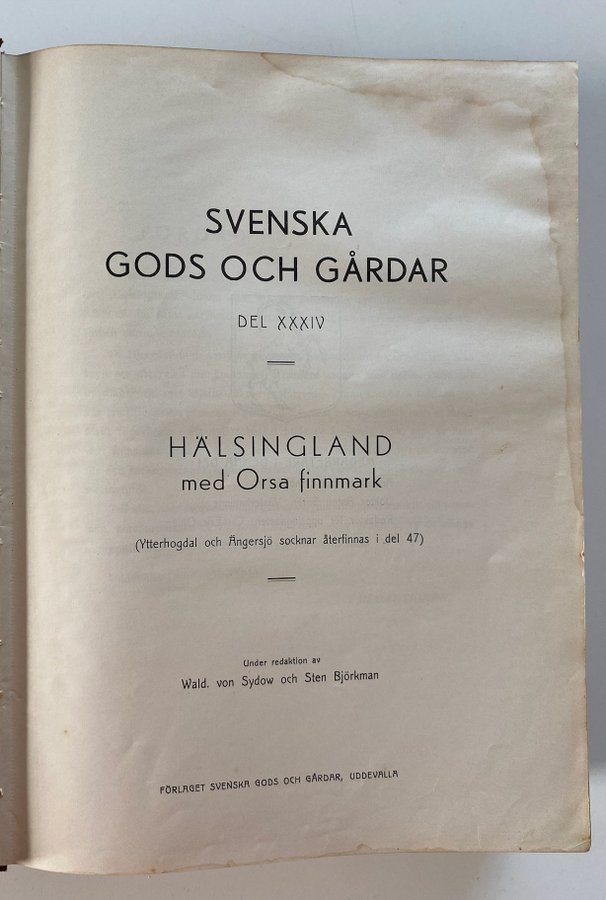 SVENSKA
GODS OCH GÅRDAR
DEL XXXIV
HÄLSINGLAND
med Orsa finnmark
(Ytterhogdal och Ängersjö socknar återfinnas i del 47)
Under redaktion av
Wald. von Sydow och Sten Björkman
FÖRLAGET SVENSKA GODS OCH GÅRDAR, UDDEVALLA